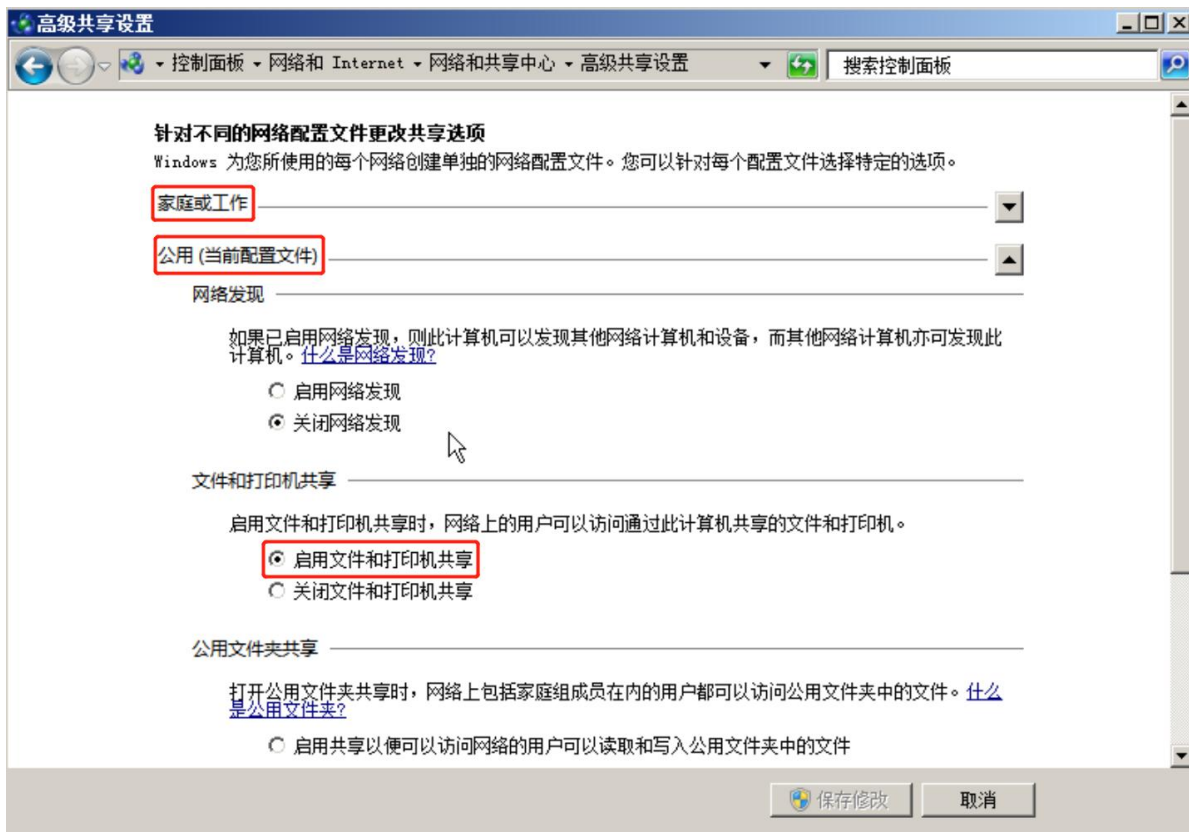 高级共享设置
控制面板 网络和 Internet 网络和共享中心 高级共享设置 搜索控制面板
针对不同的网络配置文件更改共享选项
Windows 为您所使用的每个网络创建单独的网络配置文件。您可以针对每个配置文件选择特定的选项。
家庭或工作
公用 (当前配置文件)
网络发现
如果已启用网络发现，则此计算机可以发现其他网络计算机和设备，而其他网络计算机亦可发现此
计算机。什么是网络发现?
启用网络发现
关闭网络发现
文件和打印机共享
启用文件和打印机共享时，网络上的用户可以访问通过此计算机共享的文件和打印机。
启用文件和打印机共享
关闭文件和打印机共享
公用文件夹共享
打开公用文件夹共享时，网络上包括家庭组成员在内的用户都可以访问公用文件夹中的文件。什么
是公用文件夹?
启用共享以便可以访问网络的用户可以读取和写入公用文件夹中的文件
保存修改 取消